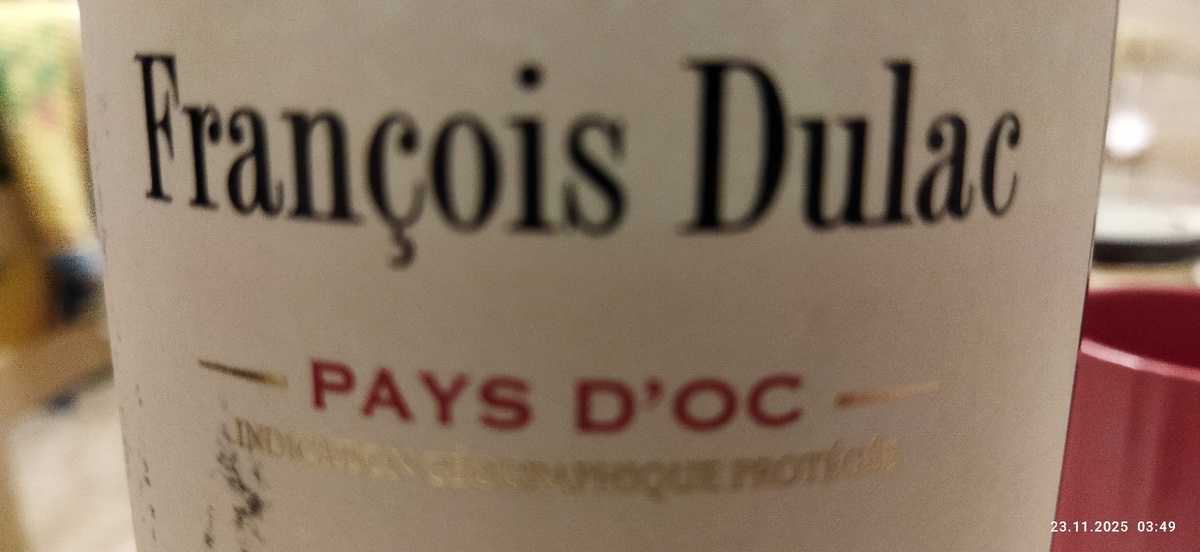 François Dulac
PAYS D'OC
INDICATION GÉOGRAPHIQUE PROTÉGÉE
23.11.2025 03:49